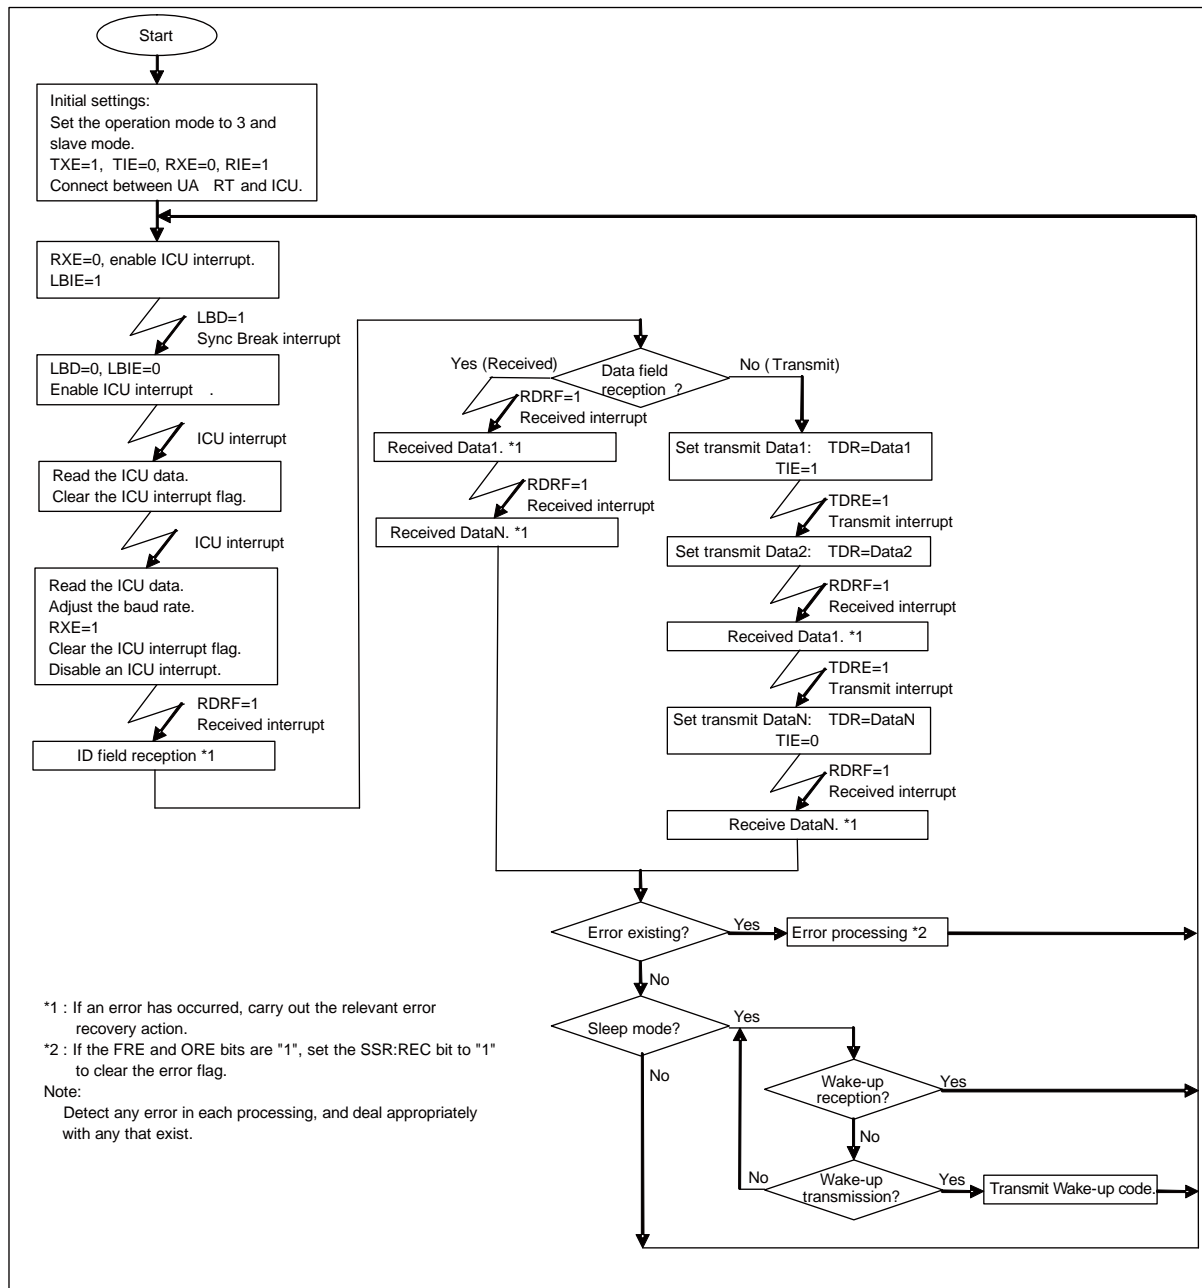 Start
Initial settings:
Set the operation mode to 3 and
slave mode.
TXE=1, TIE=0, RXE=0, RIE=1
Connect between UA RT and ICU.
RXE=0, enable ICU interrupt.
LBIE=1
LBD=1
Sync Break interrupt
LBD=0, LBIE=0
Enable ICU interrupt .
ICU interrupt
Read the ICU data.
Clear the ICU interrupt flag.
ICU interrupt
Read the ICU data.
Adjust the baud rate.
RXE=1
Clear the ICU interrupt flag.
Disable an ICU interrupt.
RDRF=1
Received interrupt
ID field reception *1
Data field
reception ?
Yes (Received)
RDRF=1
Received interrupt
Received Data1. *1
RDRF=1
Received interrupt
Received DataN. *1
No (Transmit)
Set transmit Data1: TDR=Data1
TIE=1
TDRE=1
Transmit interrupt
Set transmit Data2: TDR=Data2
RDRF=1
Received interrupt
Received Data1. *1
TDRE=1
Transmit interrupt
Set transmit DataN: TDR=DataN
TIE=0
RDRF=1
Received interrupt
Receive DataN. *1
Error existing?
Yes
Error processing *2
No
Sleep mode?
Yes
No
Wake-up
reception?
Yes
No
Wake-up
transmission?
No
Yes
Transmit Wake-up code.
*1 : If an error has occurred, carry out the relevant error
recovery action.
*2 : If the FRE and ORE bits are "1", set the SSR:REC bit to "1"
to clear the error flag.
Note:
Detect any error in each processing, and deal appropriately
with any that exist.